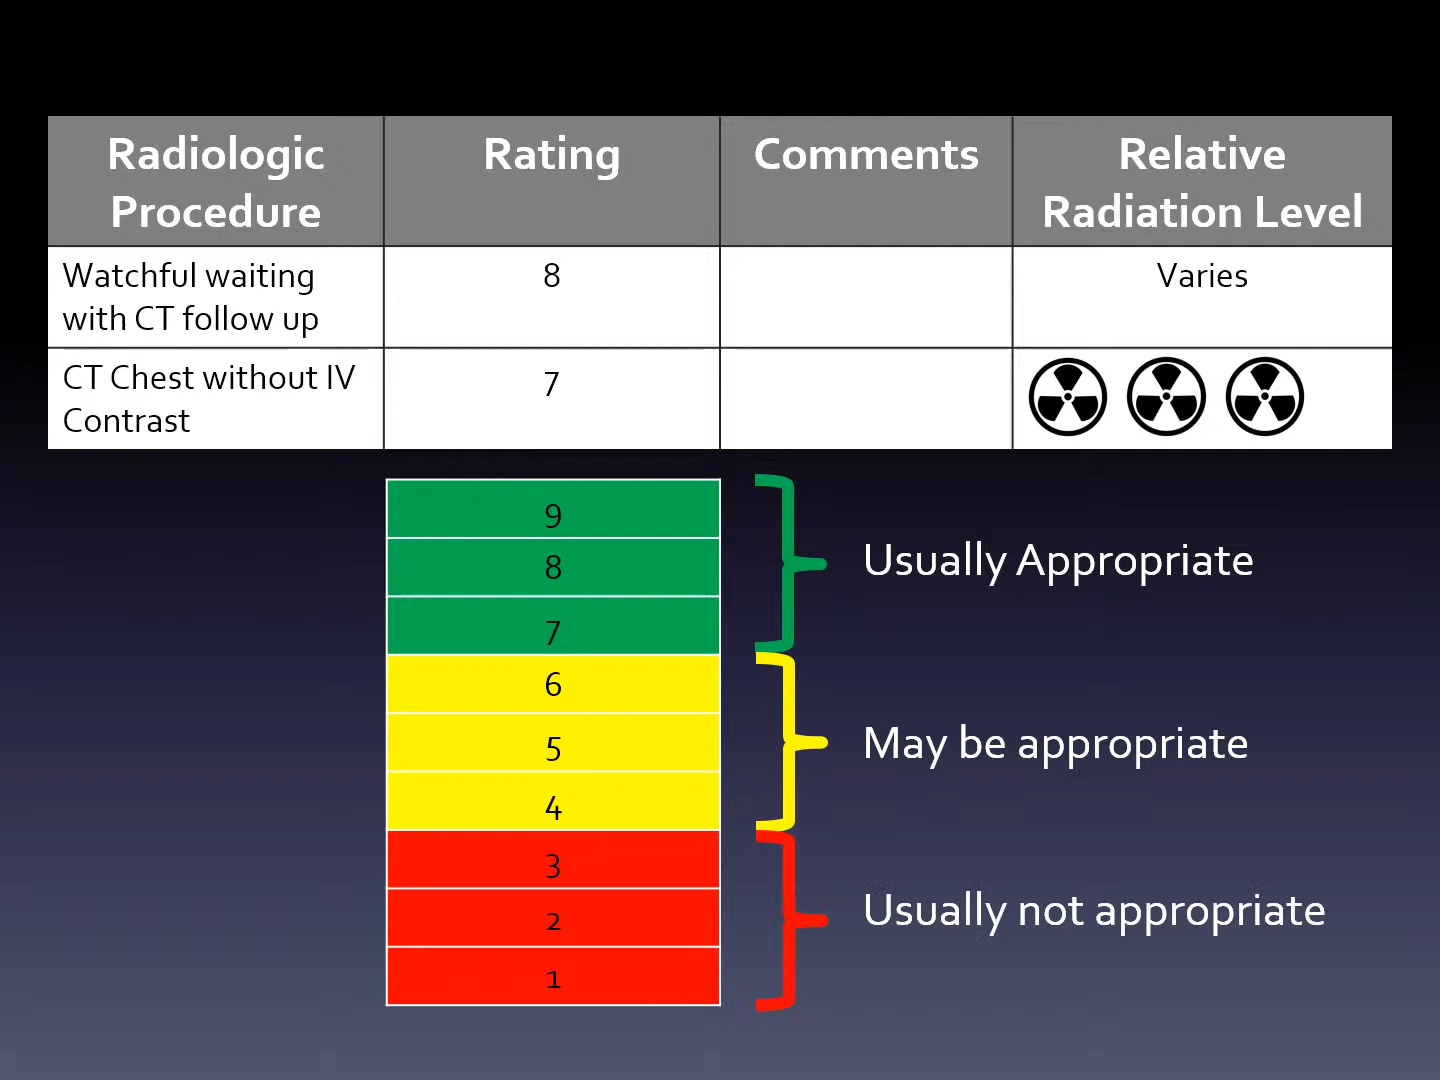 Radiologic
Procedure
Rating
Comments
Relative
Radiation Level
Watchful waiting
with CT follow up
8
Varies
CT Chest without IV
Contrast
7
9
8
7
6
5
4
3
2
1
Usually Appropriate
May be appropriate
Usually not appropriate